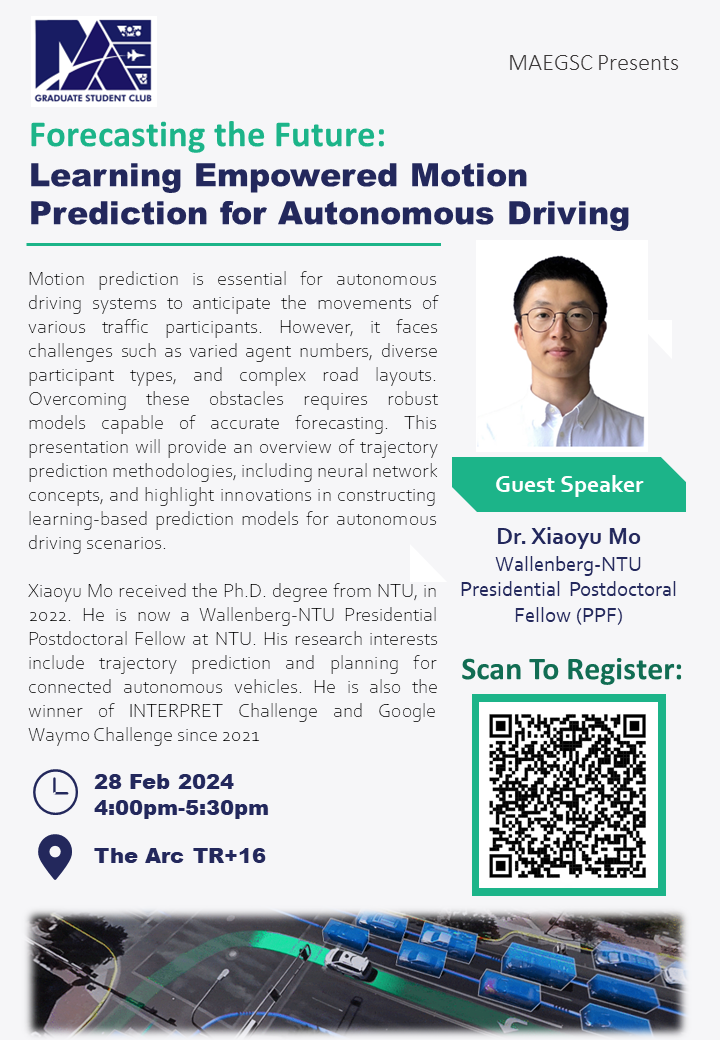 MAE
GRADUATE STUDENT CLUB
MAEGSC Presents
Forecasting the Future:
Learning Empowered Motion
Prediction for Autonomous Driving
Motion prediction is essential for autonomous
driving systems to anticipate the movements of
various traffic participants. However, it faces
challenges such as varied agent numbers, diverse
participant types, and complex road layouts.
Overcoming these obstacles requires robust
models capable of accurate forecasting. This
presentation will provide an overview of trajectory
prediction methodologies, including neural network
concepts, and highlight innovations in constructing
learning-based prediction models for autonomous
driving scenarios.
Xiaoyu Mo received the Ph.D. degree from NTU, in
2022. He is now a Wallenberg-NTU Presidential
Postdoctoral Fellow at NTU. His research interests
include trajectory prediction and planning for
connected autonomous vehicles. He is also the
winner of INTERPRET Challenge and Google
Waymo Challenge since 2021
Guest Speaker
Dr. Xiaoyu Mo
Wallenberg-NTU
Presidential Postdoctoral
Fellow (PPF)
Scan To Register:
28 Feb 2024
4:00pm-5:30pm
The Arc TR+16